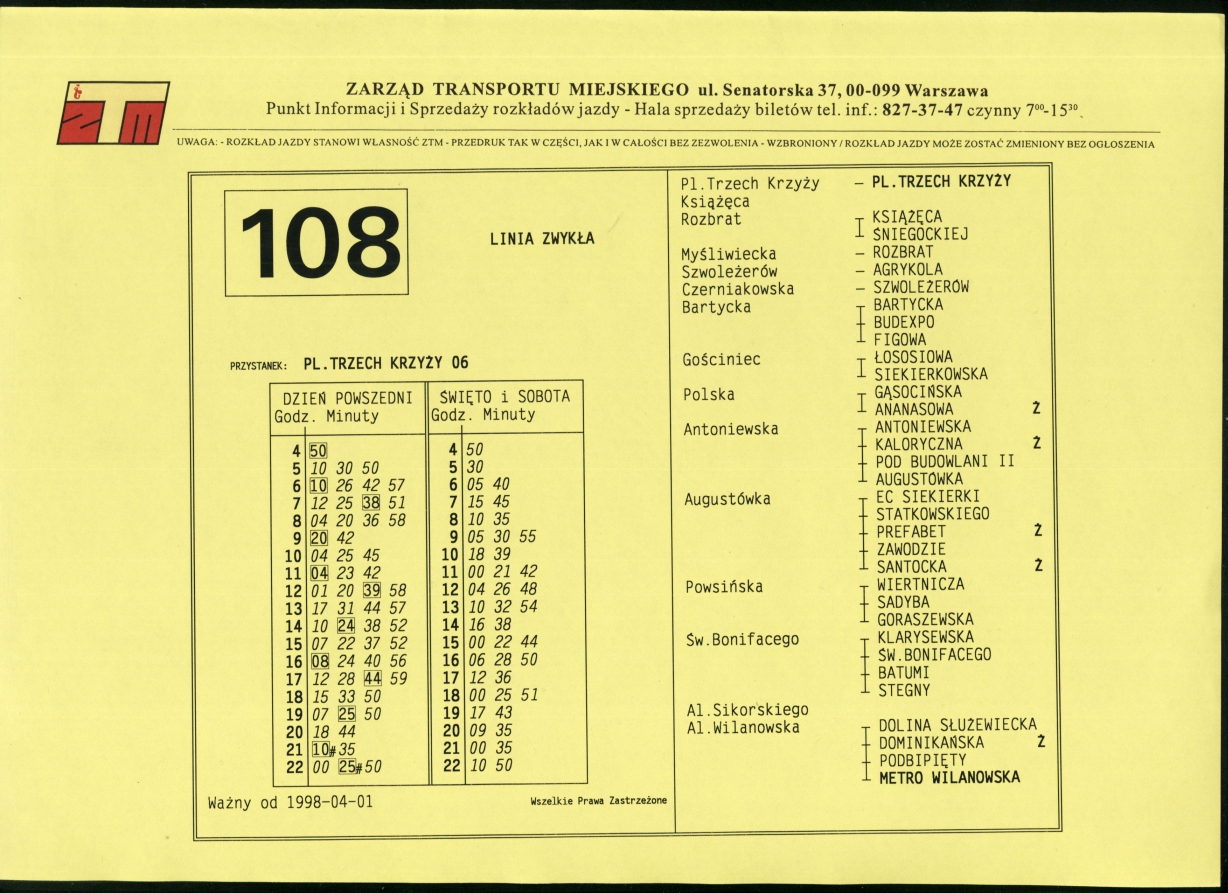 ZTM
ZARZĄD TRANSPORTU MIEJSKIEGO ul. Senatorska 37, 00-099 Warszawa
Punkt Informacji i Sprzedaży rozkładów jazdy - Hala sprzedaży biletów tel. inf.: 827-37-47 czynny 7⁰⁰-15³⁰.
UWAGA: - ROZKŁAD JAZDY STANOWI WŁASNOŚĆ ZTM - PRZEDRUK TAK W CZĘŚCI, JAK I W CAŁOŚCI BEZ ZEZWOLENIA - WZBRONIONY / ROZKŁAD JAZDY MOŻE ZOSTAĆ ZMIENIONY BEZ OGŁOSZENIA
108
LINIA ZWYKŁA
PRZYSTANEK: PL.TRZECH KRZYŻY 06
DZIEŃ POWSZEDNI ŚWIĘTO i SOBOTA
Godz. Minuty Godz. Minuty
4 50 4 50
5 10 30 50 5 30
6 10 26 42 57 6 05 40
7 12 25 38 51 7 15 45
8 04 20 36 58 8 10 35
9 20 42 9 05 30 55
10 04 25 45 10 18 39
11 04 23 42 11 00 21 42
12 01 20 39 58 12 04 26 48
13 17 31 44 57 13 10 32 54
14 10 24 38 52 14 16 38
15 07 22 37 52 15 00 22 44
16 08 24 40 56 16 06 28 50
17 12 28 44 59 17 12 36
18 15 33 50 18 00 25 51
19 07 25 50 19 17 43
20 18 44 20 09 35
21 10# 35 21 00 35
22 00 25# 50 22 10 50
Ważny od 1998-04-01 Wszelkie Prawa Zastrzeżone
Pl.Trzech Krzyży – PL.TRZECH KRZYŻY
Książęca
Rozbrat KSIĄŻĘCA
ŚNIEGOCKIEJ
Myśliwiecka – ROZBRAT
Szwoleżerów – AGRYKOLA
Czerniakowska – SZWOLEŻERÓW
Bartycka BARTYCKA
BUDEXPO
FIGOWA
Gościniec ŁOSOSIOWA
SIEKIERKOWSKA
Polska GĄSOCIŃSKA
ANANASOWA Ż
Antoniewska ANTONIEWSKA
KALORYCZNA Ż
POD BUDOWLANI II
AUGUSTÓWKA
Augustówka EC SIEKIERKI
STATKOWSKIEGO
PREFABET Ż
ZAWODZIE
SANTOCKA Ż
Powsińska WIERTNICZA
SADYBA
GORASZEWSKA
Św.Bonifacego KLARYSEWSKA
ŚW.BONIFACEGO
BATUMI
STEGNY
Al.Sikorskiego
Al.Wilanowska DOLINA SŁUŻEWIECKA
DOMINIKAŃSKA Ż
PODBIPIĘTY
METRO WILANOWSKA